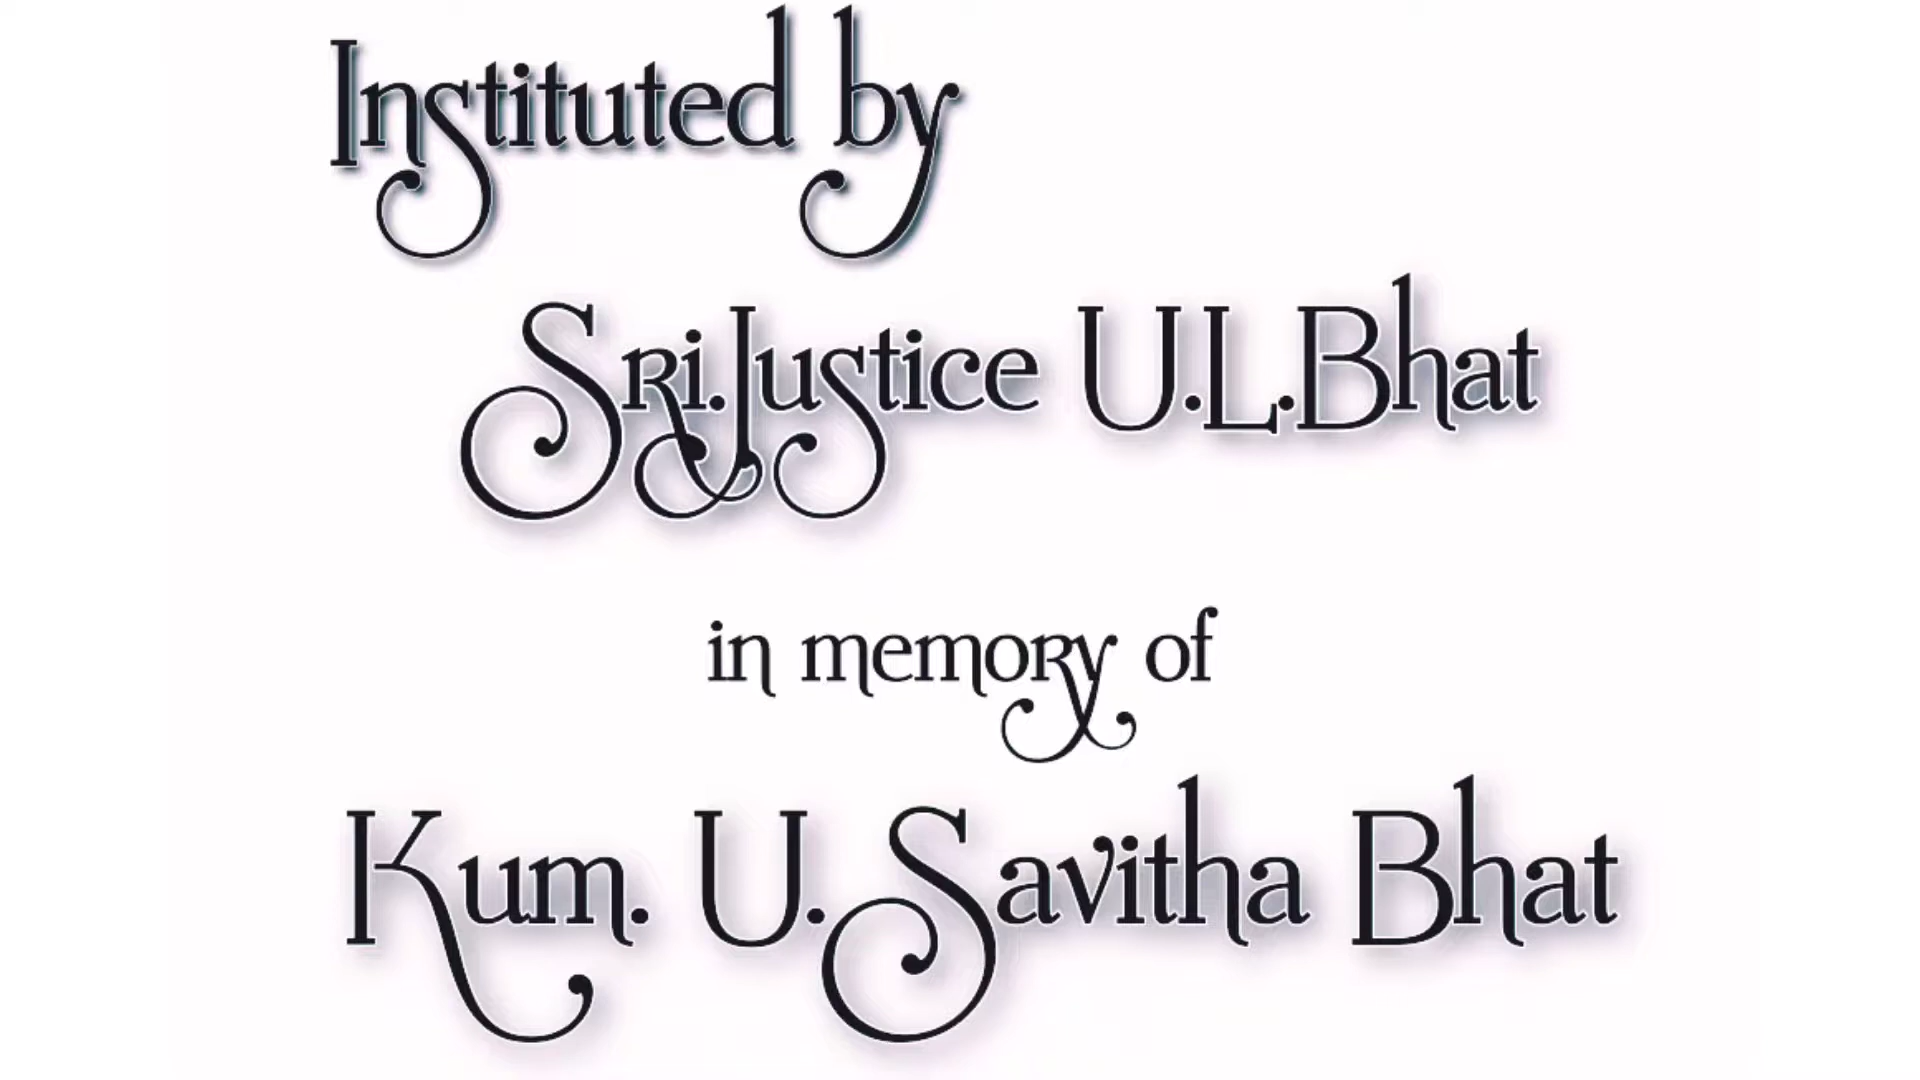 Instituted by
Sri.Justice U.L.Bhat
in memory of
Kum. U.Savitha Bhat